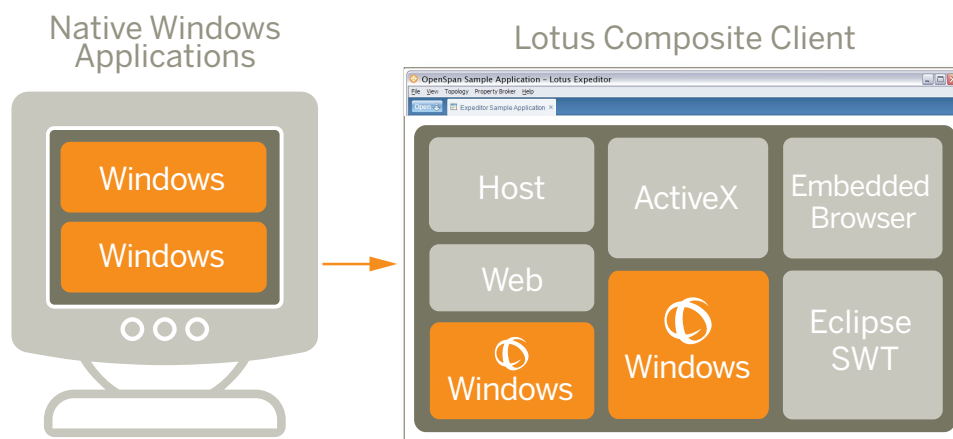 Native Windows
Applications
Windows
Windows
Lotus Composite Client
OpenSpan Sample Application - Lotus Expeditor
File View Topology Property Broker Help
Open
Expeditor Sample Application
Host
ActiveX
Embedded
Browser
Web
Windows
Windows
Eclipse
SWT